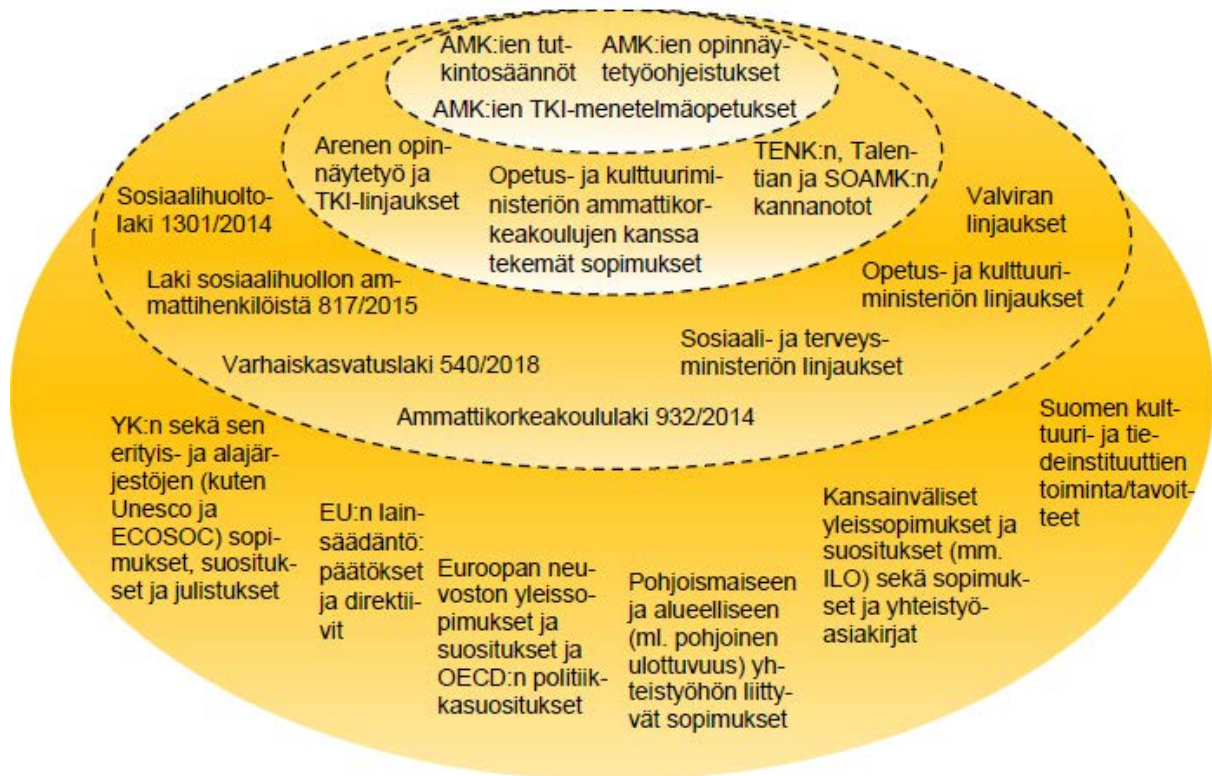 AMK:ien tut-
kintosäännöt
AMK:ien opinnäy-
tetyöohjeistukset
AMK:ien TKI-menetelmäopetukset
Arenen opin-
näytetyö ja
TKI-linjaukset
Opetus- ja kulttuurimi-
nisteriön ammattikor-
keakoulujen kanssa
tekemät sopimukset
TENK:n, Talen-
tian ja SOAMK:n
kannanotot
Sosiaalihuolto-
laki 1301/2014
Valviran
linjaukset
Laki sosiaalihuollon am-
mattihenkilöistä 817/2015
Opetus- ja kulttuuri-
ministeriön linjaukset
Varhaiskasvatuslaki 540/2018
Sosiaali- ja terveys-
ministeriön linjaukset
Ammattikorkeakoululaki 932/2014
YK:n sekä sen
erityis- ja alajär-
jestöjen (kuten
Unesco ja
ECOSOC) sopi-
mukset, suosituk-
set ja julistukset
EU:n lain-
säädäntö:
päätökset
ja direktii-
vit
Euroopan neu-
voston yleisso-
pimukset ja
suositukset ja
OECD:n politiik-
kasuositukset
Pohjoismaiseen
ja alueelliseen
(ml. pohjoinen
ulottuvuus) yh-
teistyöhön liitty-
vät sopimukset
Kansainväliset
yleissopimukset ja
suositukset (mm.
ILO) sekä sopimuk-
set ja yhteistyö-
asiakirjat
Suomen kult-
tuuri- ja tie-
deinstituuttien
toiminta/tavoit-
teet